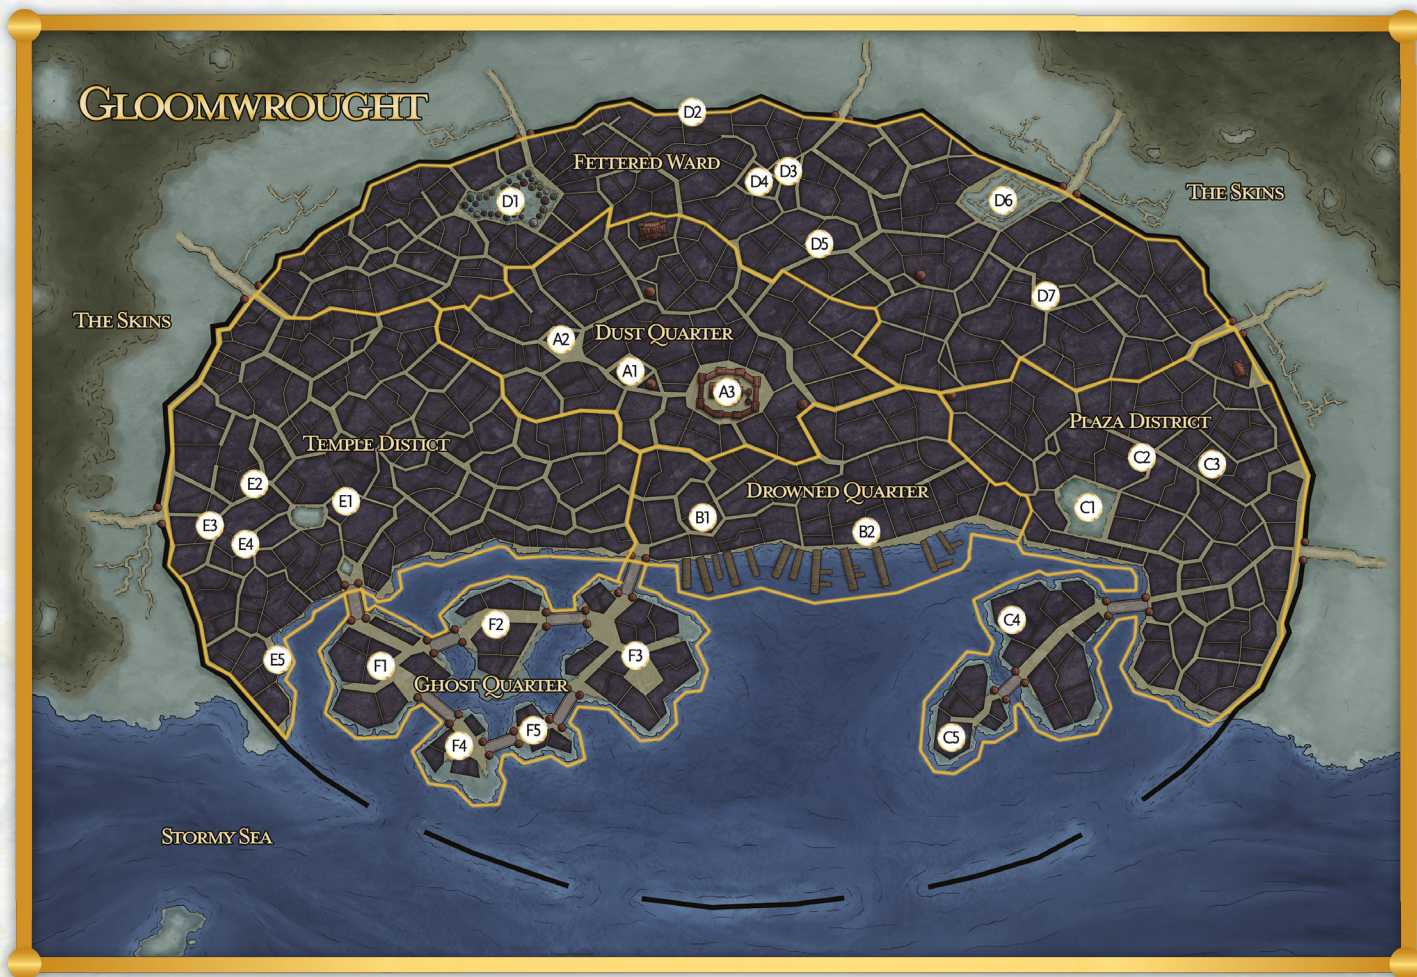 Gloomwrought
D2
Fettered Ward
D3
D4
D1
D6
The Skins
D5
D7
The Skins
Dust Quarter
A2
A1
A3
Plaza District
Temple Distict
C2
C3
E2
Drowned Quarter
E1
C1
B1
E3
B2
E4
C4
F2
F3
E5
F1
Ghost Quarter
F5
C5
F4
Stormy Sea